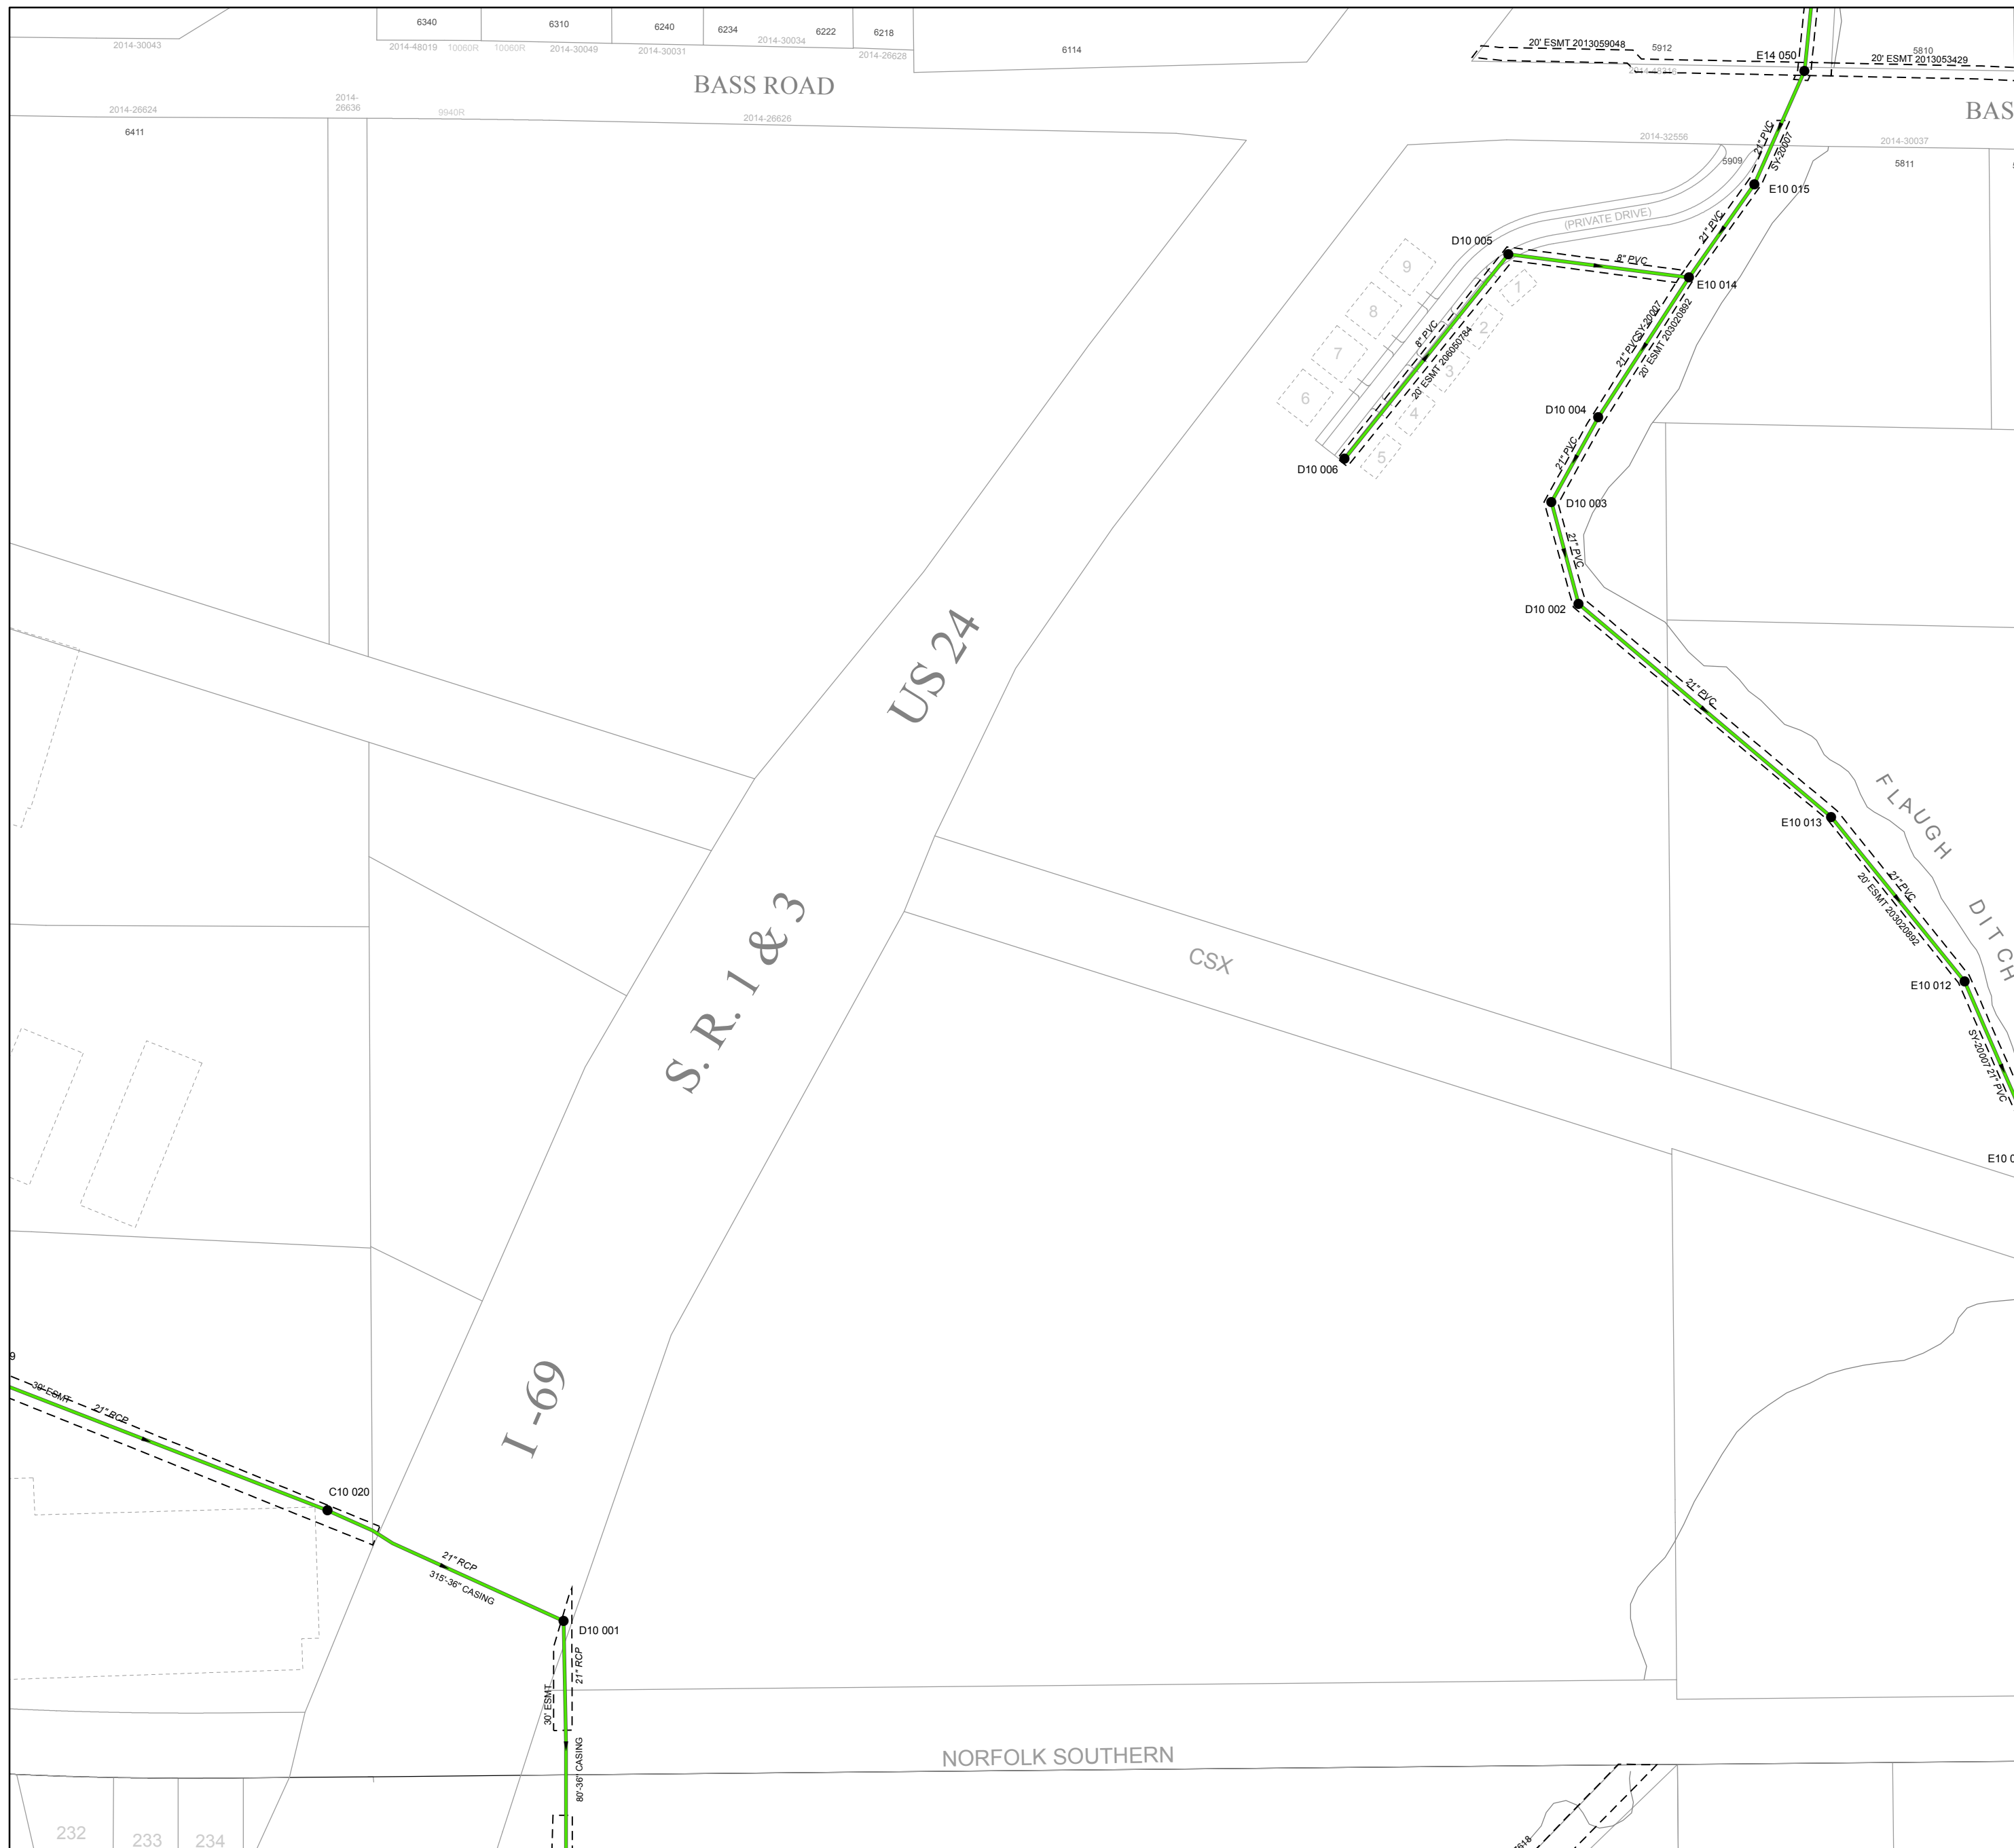 6340
6310
6240
6234
6222
6218
6114
2014-30043
2014-48019
10060R
10060R
2014-30049
2014-30031
2014-30034
2014-26628
20' ESMT 2013059048
5912
E14 050
5810
20' ESMT 2013053429
BASS ROAD
BAS
2014-26624
2014-
26636
9940R
2014-26626
6411
2014-32556
2014-30037
5909
5811
21" PVC
SY-20007
E10 015
(PRIVATE DRIVE)
21" PVC
D10 005
8" PVC
E10 014
9
8
7
6
1
2
3
4
5
8" PVC
20' ESMT 206050784
21" PVC
SY-20007
20' ESMT 203020892
D10 004
D10 006
21" PVC
D10 003
21" PVC
D10 002
US 24
21" PVC
FLAUGH DITCH
E10 013
21" PVC
20' ESMT 203020892
S. R. 1 & 3
CSX
E10 012
SY-20007
21" PVC
E10 0
9
30' ESMT
21" RCP
I -69
C10 020
21" RCP
315'-36" CASING
D10 001
21" RCP
30' ESMT
80'-36" CASING
NORFOLK SOUTHERN
232
233
234